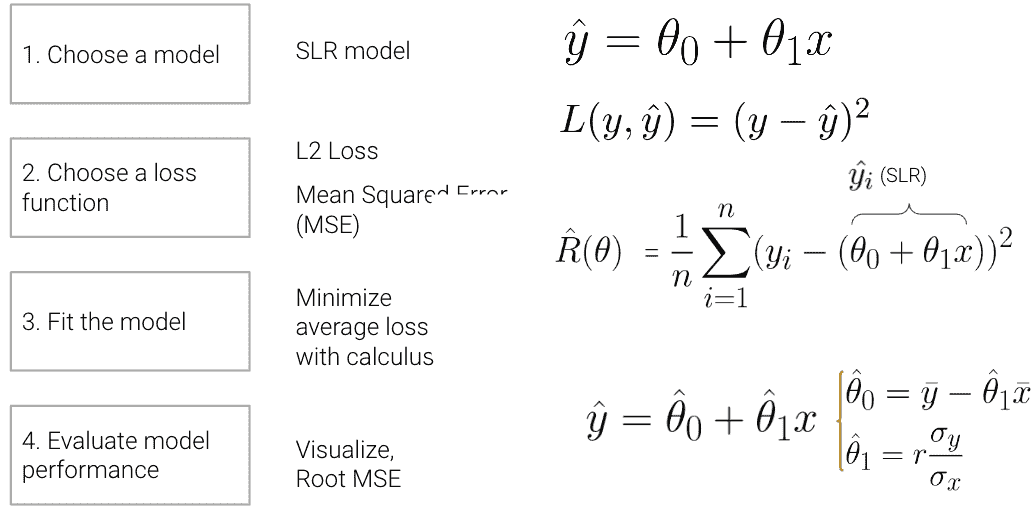 1. Choose a model
SLR model
ŷ = θ₀ + θ₁x
2. Choose a loss
function
L2 Loss
Mean Squared Error
(MSE)
L(y, ŷ) = (y − ŷ)²
ŷᵢ (SLR)
R̂(θ) = 1/n ∑ᵢ₌₁ⁿ (yᵢ − (θ₀ + θ₁x))²
3. Fit the model
Minimize
average loss
with calculus
4. Evaluate model
performance
Visualize,
Root MSE
ŷ = θ̂₀ + θ̂₁x
θ̂₀ = ȳ − θ̂₁x̄
θ̂₁ = r σᵧ/σₓ